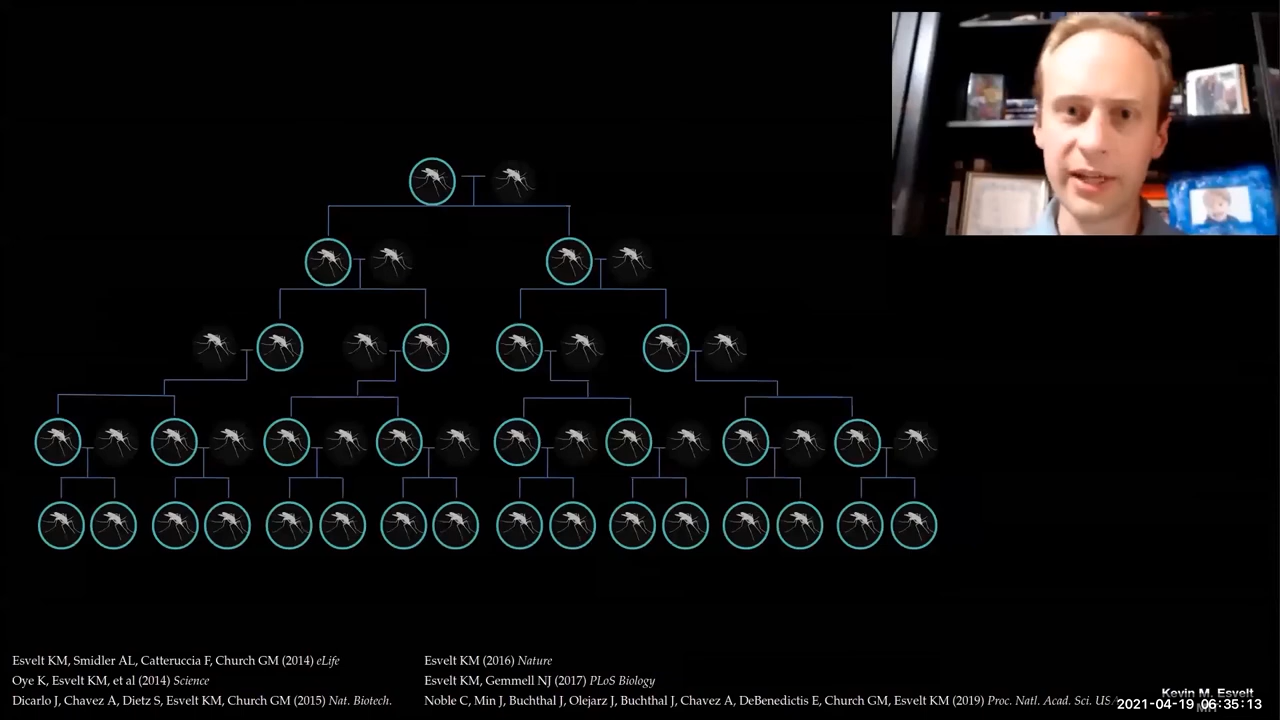 Esvelt KM, Smidler AL, Catteruccia F, Church GM (2014) eLife
Oye K, Esvelt KM, et al (2014) Science
Dicarlo J, Chavez A, Dietz S, Esvelt KM, Church GM (2015) Nat. Biotech.
Esvelt KM (2016) Nature
Esvelt KM, Gemmell NJ (2017) PLoS Biology
Noble C, Min J, Buchthal J, Olejarz J, Buchthal J, Chavez A, DeBenedictis E, Church GM, Esvelt KM (2019) Proc. Natl. Acad. Sci. USA
Kevin M. Esvelt
2021-04-19 06:35:13